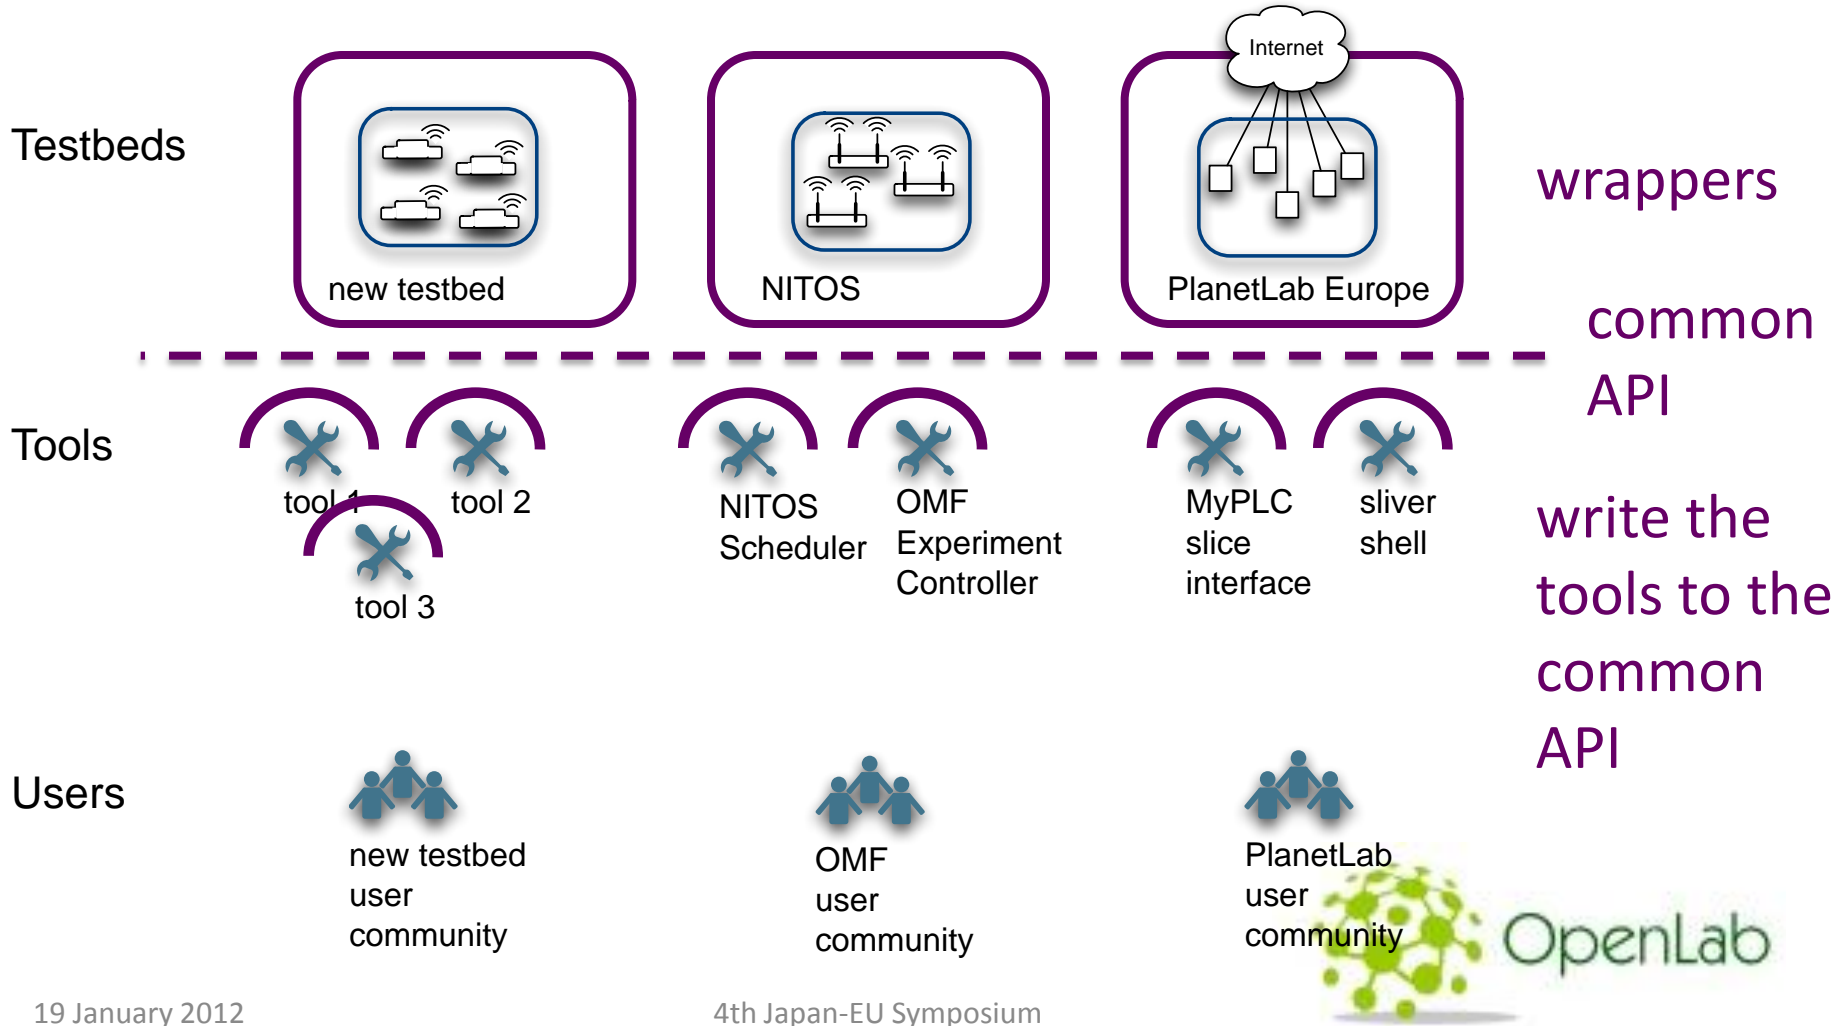 Internet
Testbeds
wrappers
new testbed
NITOS
PlanetLab Europe
common
API
Tools
tool 1
tool 2
tool 3
NITOS
Scheduler
OMF
Experiment
Controller
MyPLC
slice
interface
sliver
shell
write the
tools to the
common
API
Users
new testbed
user
community
OMF
user
community
PlanetLab
user
community
OpenLab
19 January 2012
4th Japan-EU Symposium